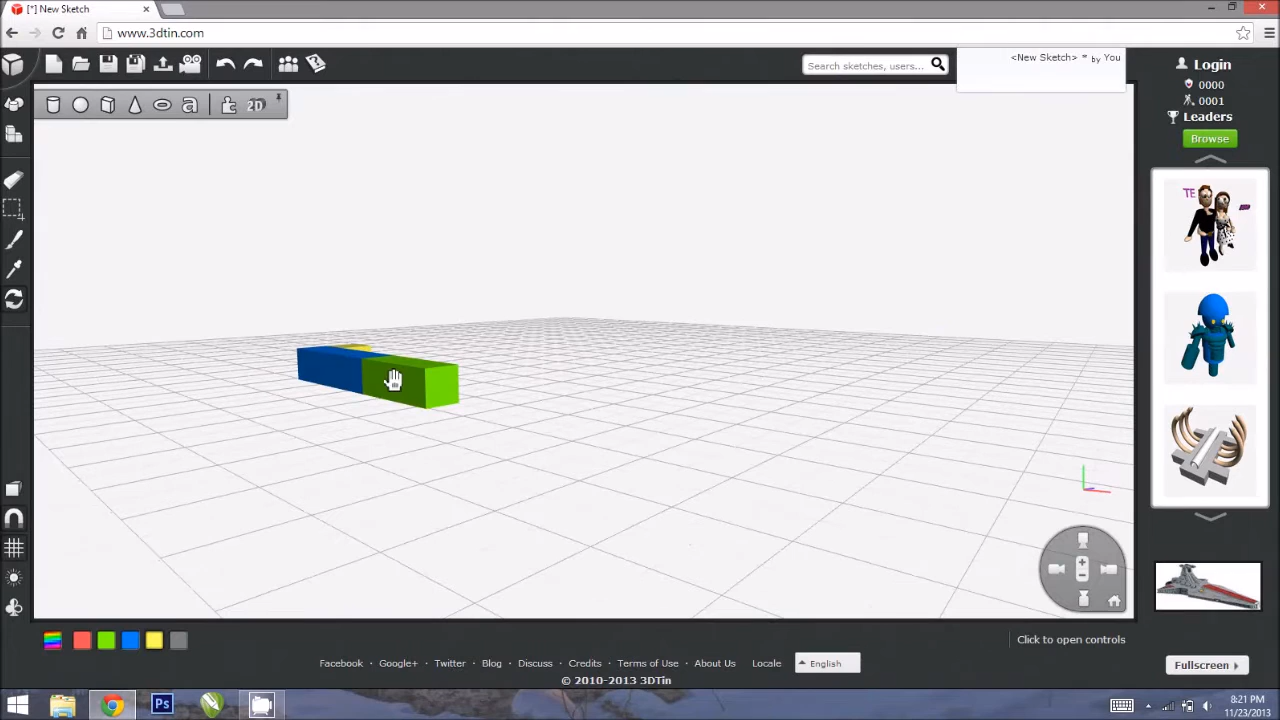 [*] New Sketch
www.3dtin.com
Search sketches, users...
<New Sketch> * by You
Login
0000
0001
Leaders
Browse
a
2D
TE
Click to open controls
Facebook · Google+ · Twitter · Blog · Discuss · Credits · Terms of Use · About Us Locale English
© 2010-2013 3DTin
Fullscreen
Ps
8:21 PM
11/23/2013